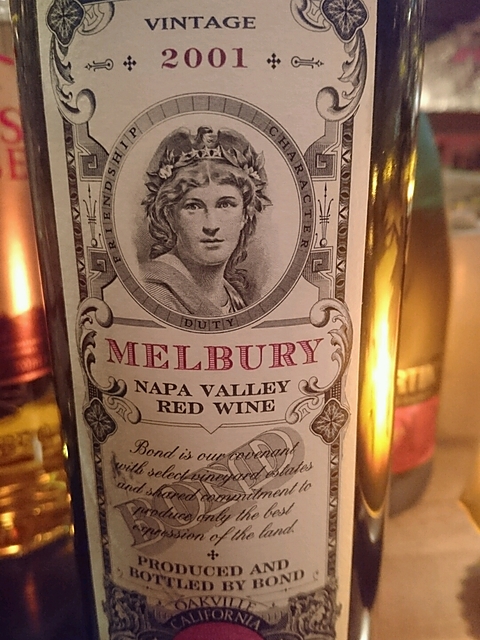 VINTAGE
2001
FRIENDSHIP
CHARACTER
DUTY
MELBURY
NAPA VALLEY
RED WINE
BOND
Bond is our covenant
with select vineyard estates
and shared commitment to
produce only the best
expression of the land.
PRODUCED AND
BOTTLED BY BOND
OAKVILLE
CALIFORNIA